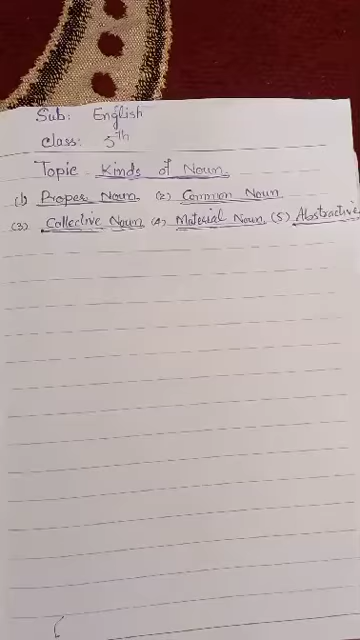 Sub: English
Class: 5th
Topic Kinds of Noun.
(1) Proper Noun (2) Common Noun
(3) Collective Noun (4) Material Noun (5) Abstractive